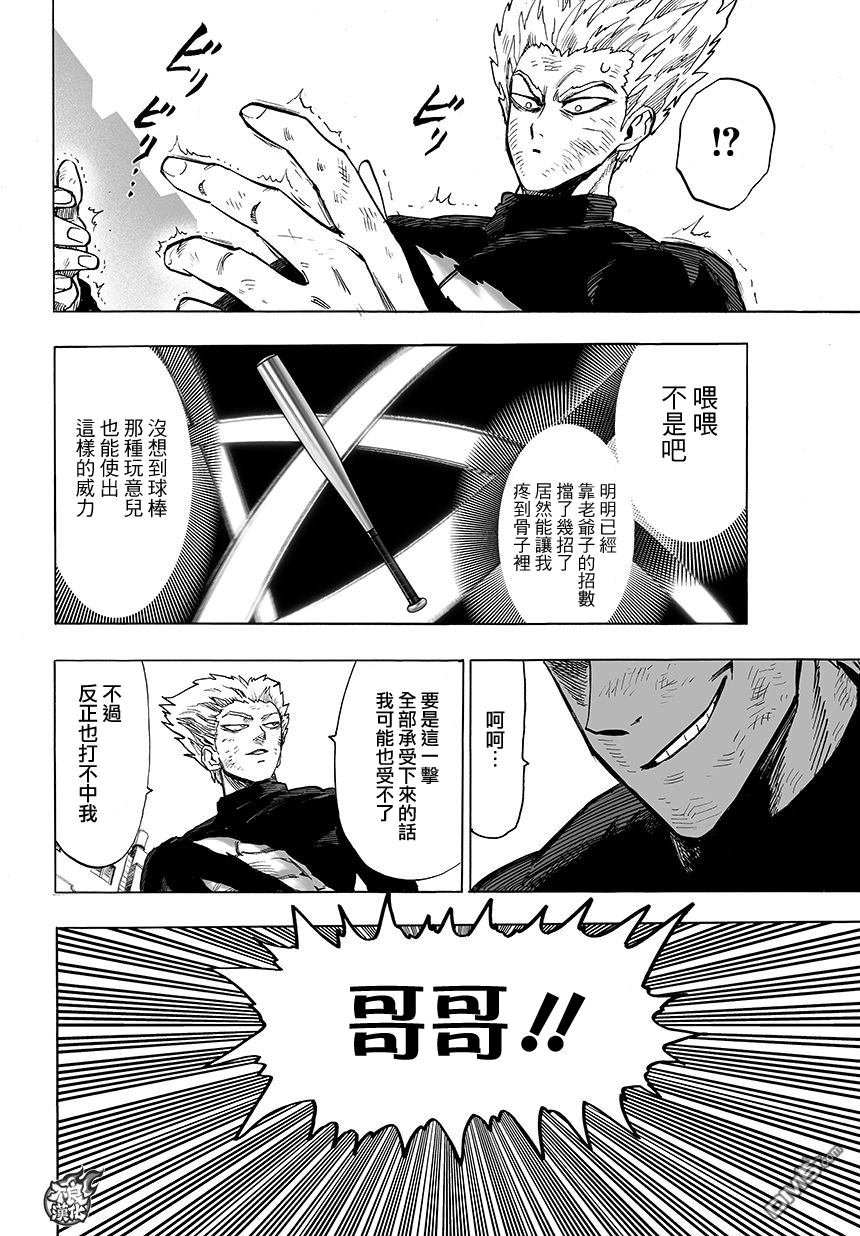 !?
ビリ
ビリ
ビリ…
喂喂
不是吧
明明已經
靠老爺子的招數
擋了幾招了
居然能讓我
疼到骨子裡
沒想到球棒
那種玩意兒
也能使出
這樣的威力
呵呵…
要是這一擊
全部承受下來的話
我可能也受不了
不過
反正也打不中我
哥哥!!
狼
漢化